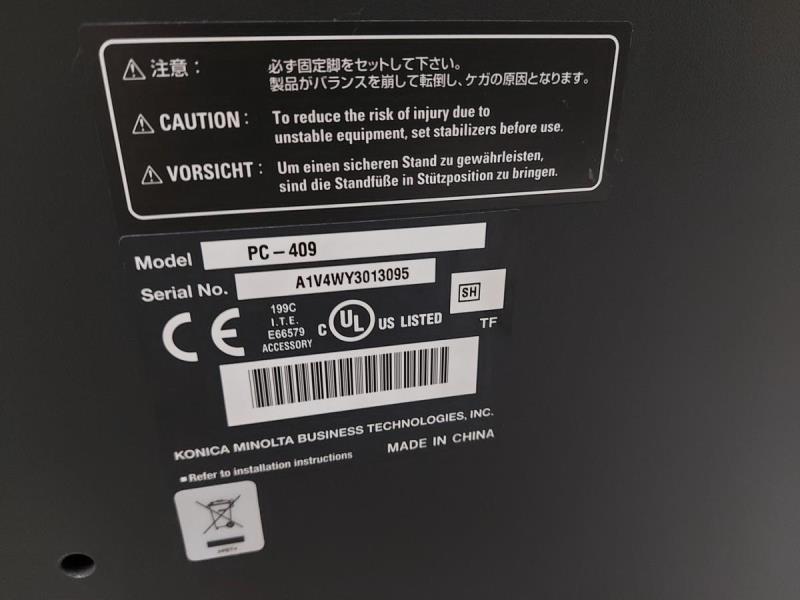 ⚠ 注意：
必ず固定脚をセットして下さい。
製品がバランスを崩して転倒し、ケガの原因となります。
⚠ CAUTION :
To reduce the risk of injury due to
unstable equipment, set stabilizers before use.
⚠ VORSICHT :
Um einen sicheren Stand zu gewährleisten,
sind die Standfüße in Stützposition zu bringen.
Model PC – 409
Serial No. A1V4WY3013095
CE
199C
I.T.E.
E66579
ACCESSORY
C UL US LISTED
SH
TF
KONICA MINOLTA BUSINESS TECHNOLOGIES, INC.
■Refer to installation instructions
MADE IN CHINA